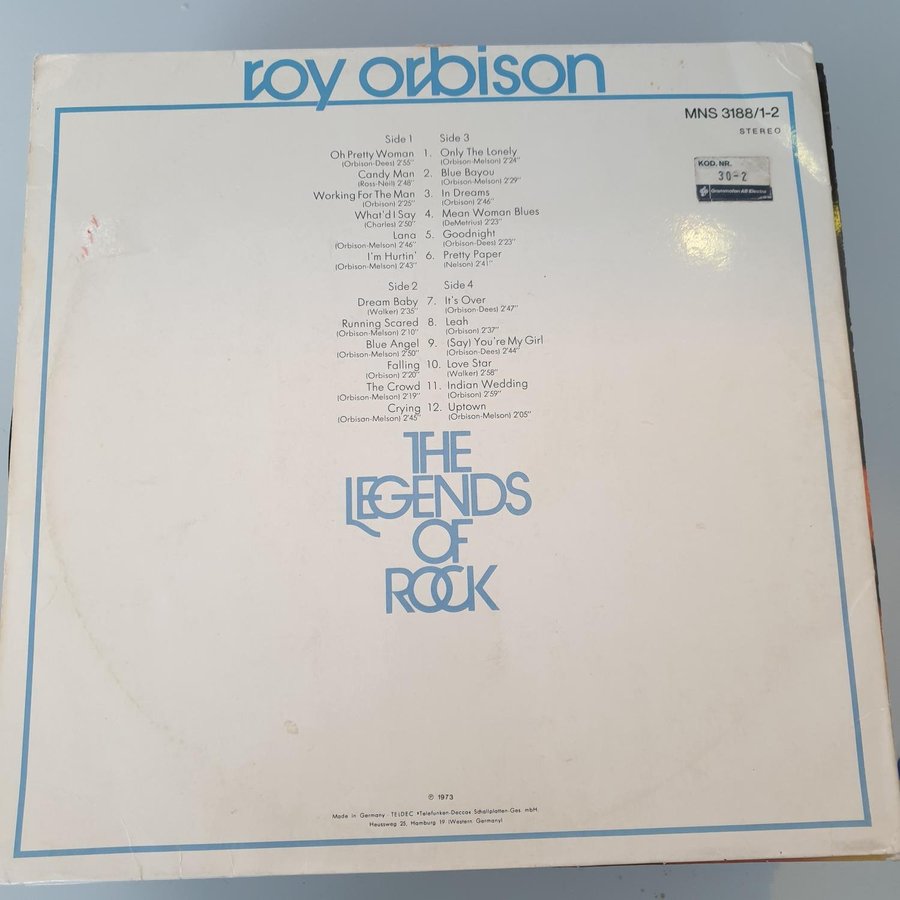 roy orbison
MNS 3188/1-2
STEREO
KOD. NR.
30-2
Grammofon AB Electra
Side 1 Side 3
Oh Pretty Woman 1. Only The Lonely
(Orbison-Dees) 2'55" (Orbison-Melson) 2'24"
Candy Man 2. Blue Bayou
(Ross-Neil) 2'48" (Orbison-Melson) 2'29"
Working For The Man 3. In Dreams
(Orbison) 2'25" (Orbison) 2'46"
What'd I Say 4. Mean Woman Blues
(Charles) 2'50" (DeMetrius) 2'23"
Lana 5. Goodnight
(Orbison-Melson) 2'46" (Orbison-Dees) 2'23"
I'm Hurtin' 6. Pretty Paper
(Orbison-Melson) 2'43" (Nelson) 2'41"
Side 2 Side 4
Dream Baby 7. It's Over
(Walker) 2'35" (Orbison-Dees) 2'47"
Running Scared 8. Leah
(Orbison-Melson) 2'10" (Orbison) 2'37"
Blue Angel 9. (Say) You're My Girl
(Orbison-Melson) 2'50" (Orbison-Dees) 2'44"
Falling 10. Love Star
(Orbison) 2'20" (Walker) 2'58"
The Crowd 11. Indian Wedding
(Orbison-Melson) 2'19" (Orbison) 2'59"
Crying 12. Uptown
(Orbison-Melson) 2'45" (Orbison-Melson) 2'05"
THE
LEGENDS
OF
ROCK
℗ 1973
Made in Germany · TELDEC »Telefunken-Decca« Schallplatten-Ges. mbH.
Heussweg 25, Hamburg 19 (Western Germany)